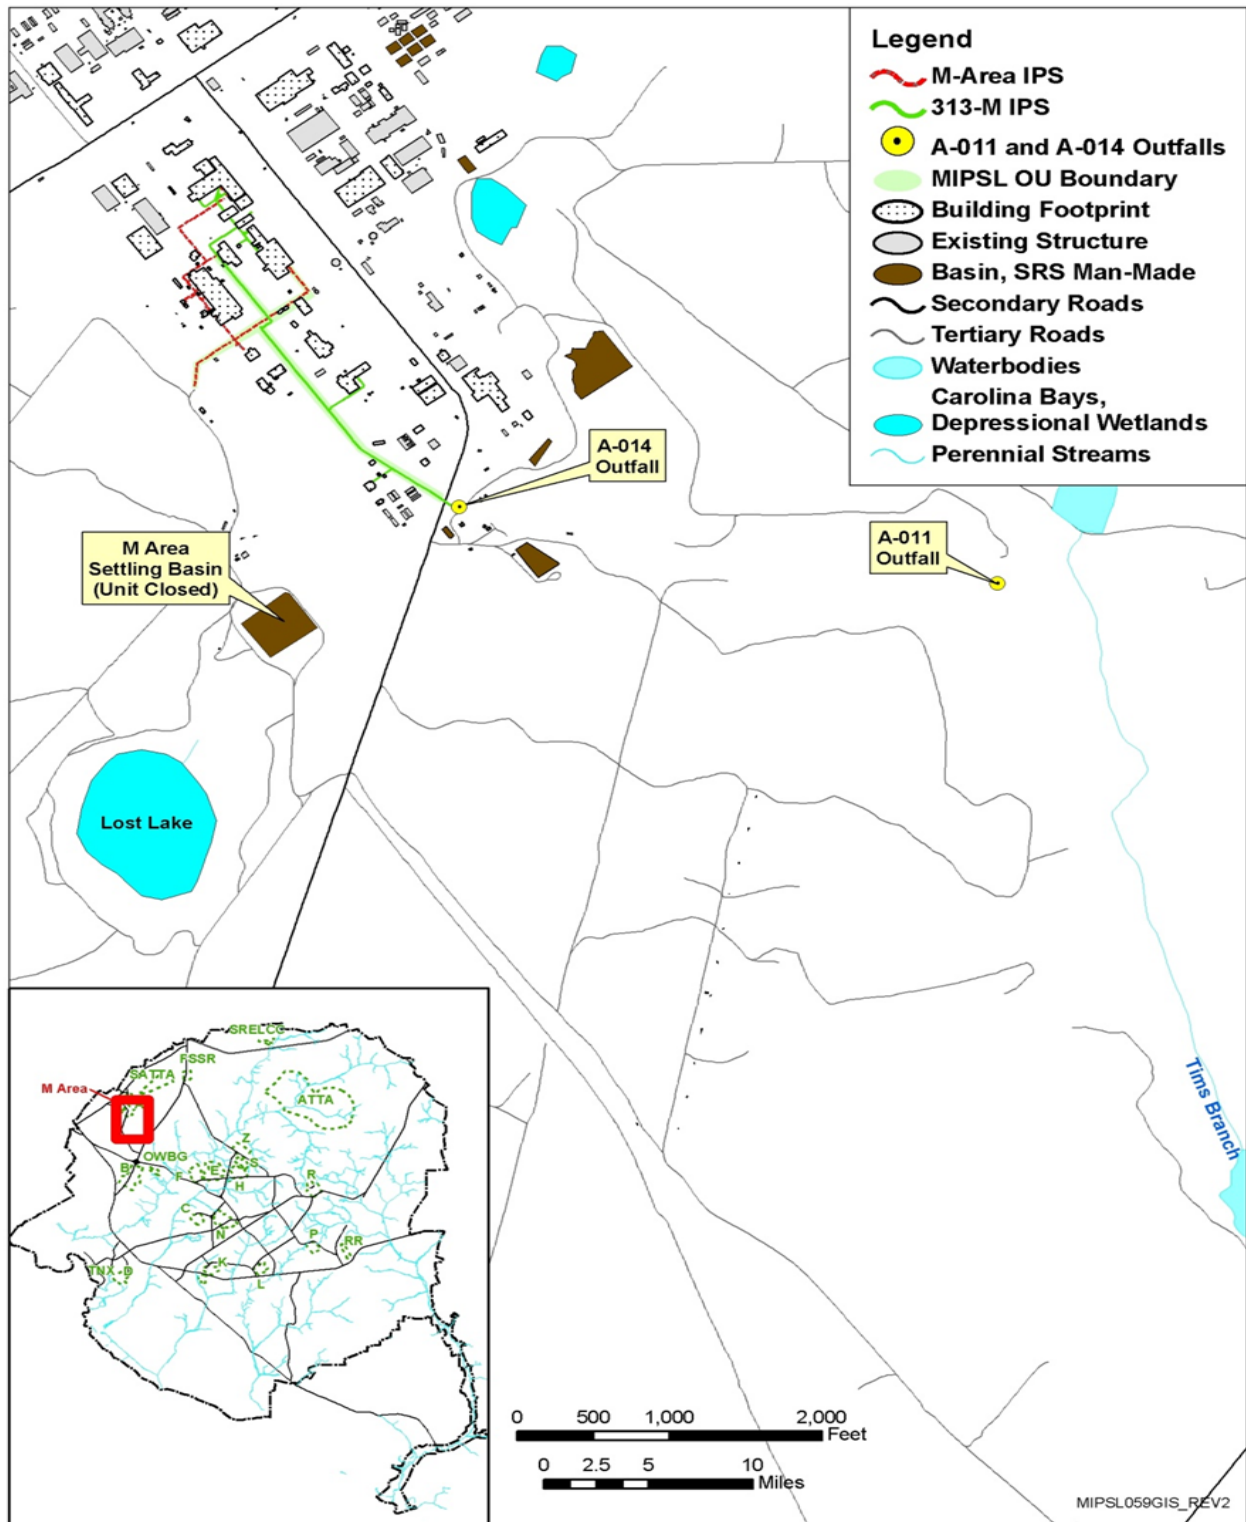 Legend
M-Area IPS
313-M IPS
A-011 and A-014 Outfalls
MIPSL OU Boundary
Building Footprint
Existing Structure
Basin, SRS Man-Made
Secondary Roads
Tertiary Roads
Waterbodies
Carolina Bays,
Depressional Wetlands
Perennial Streams
A-014
Outfall
A-011
Outfall
M Area
Settling Basin
(Unit Closed)
Lost Lake
Tims Branch
SRELCG
FSSR
SATTA
M Area
ATTA
Z
OWBG
B
F
E
S
H
R
C
N
P
RR
K
TNX
D
L
0 500 1,000 2,000
Feet
0 2.5 5 10
Miles
MIPSL059GIS_REV2